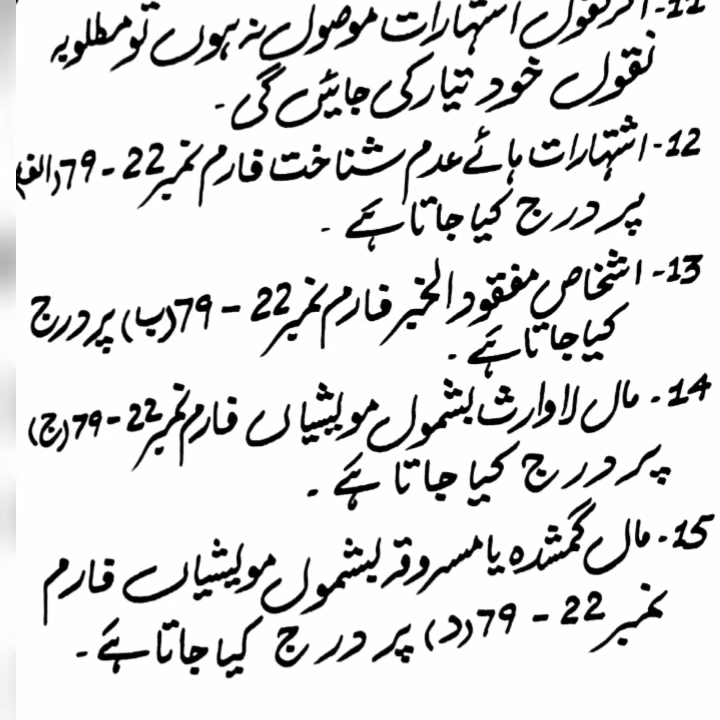 11- اگر نقول اشتہارات موصول نہ ہوں تو مطلوبہ
نقول خود تیار کی جائیں گی -
12- اشتہارات ہائے عدم شناخت فارم نمبر 22 - 79 (الف)
پر درج کیا جاتا ہے -
13- اشخاص مفقود الخبر فارم نمبر 22 - 79 (ب) پر درج
کیا جاتا ہے -
14- مال لاوارث بشمول مویشیاں فارم نمبر 22 - 79 (ج)
پر درج کیا جاتا ہے -
15- مال گمشدہ یا مسروقہ بشمول مویشیاں فارم
نمبر 22 - 79 (د) پر درج کیا جاتا ہے -